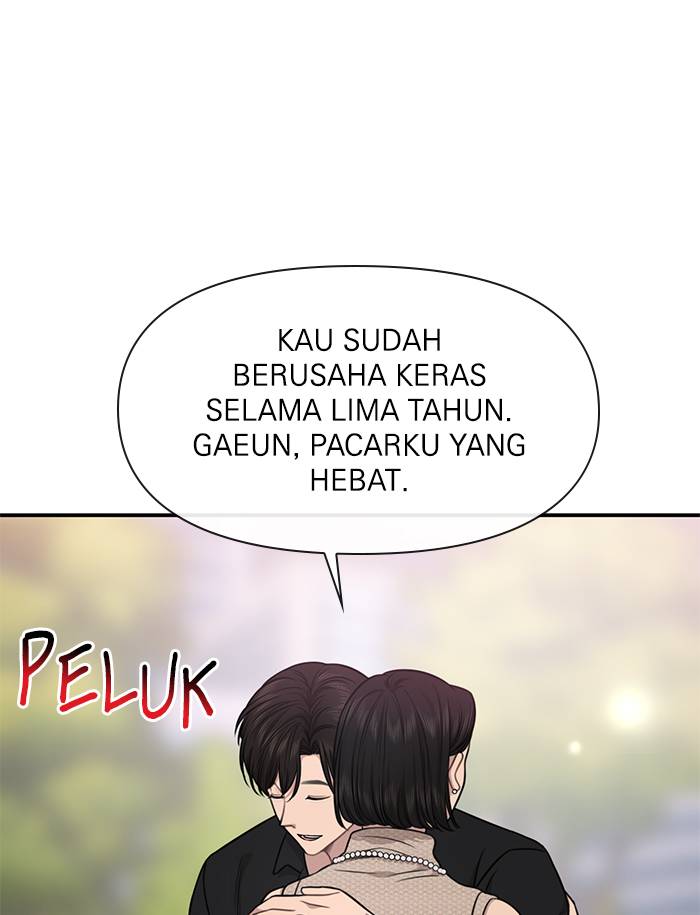 KAU SUDAH
BERUSAHA KERAS
SELAMA LIMA TAHUN.
GAEUN, PACARKU YANG
HEBAT.
PELUK